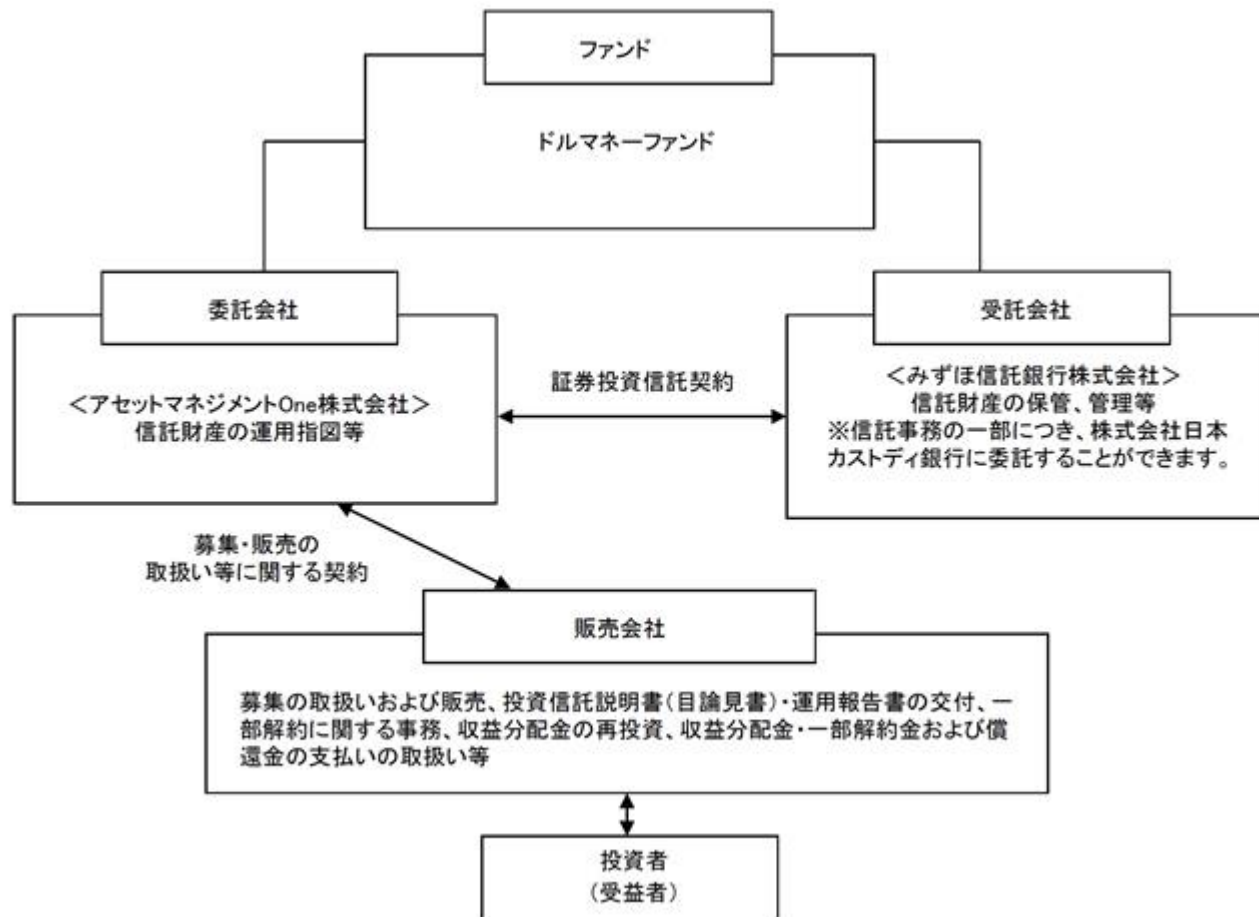 ファンド
ドルマネーファンド
委託会社
<アセットマネジメントOne株式会社>
信託財産の運用指図等
証券投資信託契約
受託会社
<みずほ信託銀行株式会社>
信託財産の保管、管理等
※信託事務の一部につき、株式会社日本
カストディ銀行に委託することができます。
募集・販売の
取扱い等に関する契約
販売会社
募集の取扱いおよび販売、投資信託説明書(目論見書)・運用報告書の交付、一
部解約に関する事務、収益分配金の再投資、収益分配金・一部解約金および償
還金の支払いの取扱い等
投資者
(受益者)